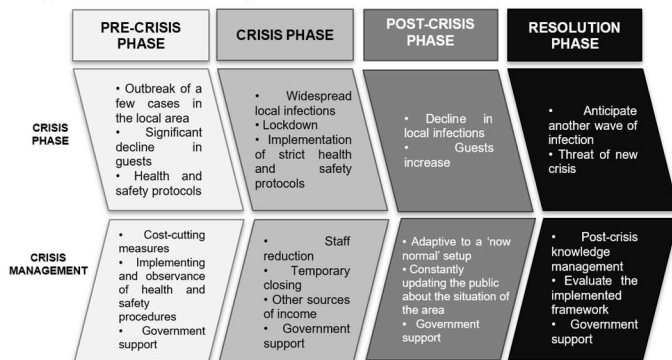 PRE-CRISIS
PHASE
CRISIS PHASE
POST-CRISIS
PHASE
RESOLUTION
PHASE
CRISIS
PHASE
• Outbreak of a
few cases in
the local area
• Significant
decline in
guests
• Health and
safety protocols
• Widespread
local infections
• Lockdown
• Implementation
of strict health
and safety
protocols
• Decline in
local infections
• Guests
increase
• Anticipate
another wave of
infection
• Threat of new
crisis
CRISIS
MANAGEMENT
• Cost-cutting
measures
• Implementing
and observance
of health and
safety
procedures
• Government
support
• Staff
reduction
• Temporary
closing
• Other sources
of income
• Government
support
• Adaptive to a ‘now
normal’ setup
• Constantly
updating the public
about the situation of
the area
• Government
support
• Post-crisis
knowledge
management
• Evaluate the
implemented
framework
• Government
support